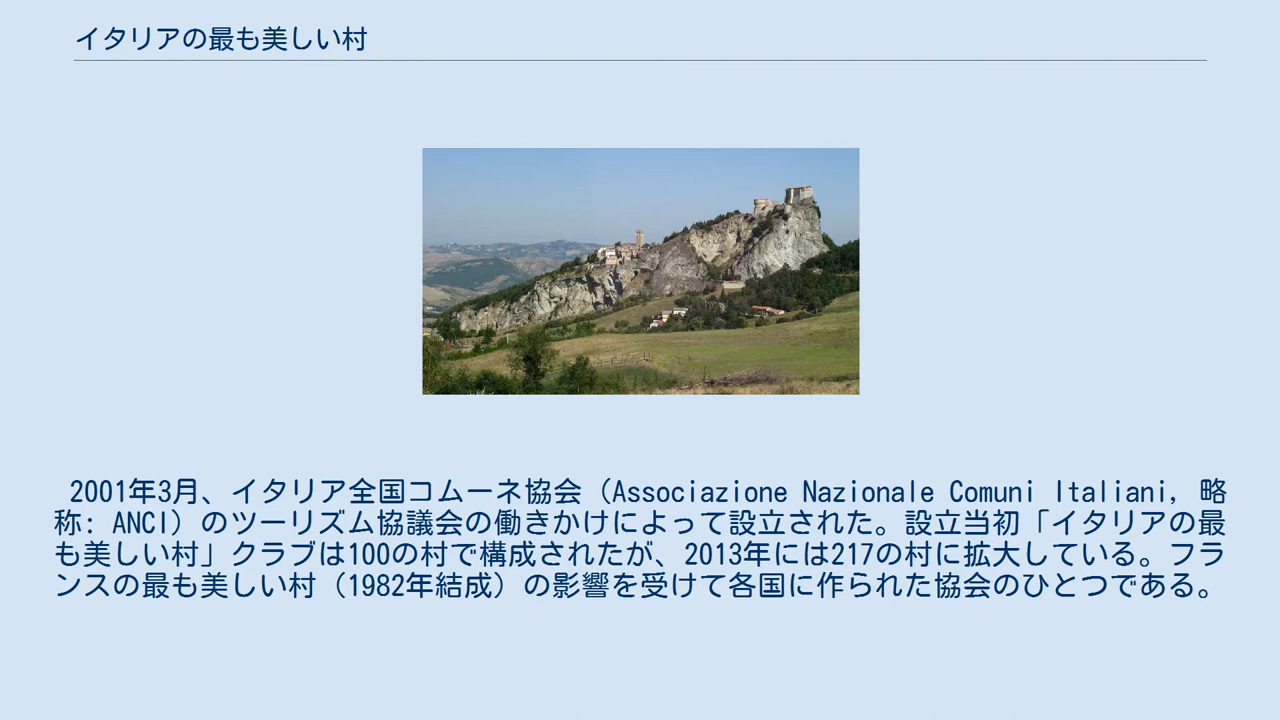 イタリアの最も美しい村
2001年3月、イタリア全国コムーネ協会（Associazione Nazionale Comuni Italiani, 略
称: ANCI）のツーリズム協議会の働きかけによって設立された。設立当初「イタリアの最
も美しい村」クラブは100の村で構成されたが、2013年には217の村に拡大している。フラ
ンスの最も美しい村（1982年結成）の影響を受けて各国に作られた協会のひとつである。